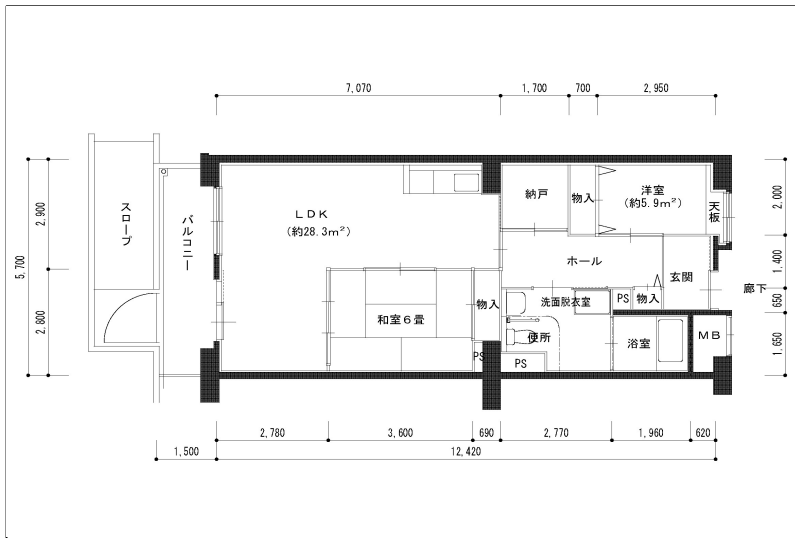 7,070
1,700
700
2,950
5,700
2,900
2,800
スロープ
バルコニー
LDK
(約28.3m²)
納戸
物入
洋室
(約5.9m²)
天板
2,000
1,400
650
1,650
ホール
玄関
廊下
和室6畳
物入
洗面脱衣室
PS
物入
便所
浴室
MB
PS
PS
2,780
3,600
690
2,770
1,960
620
1,500
12,420